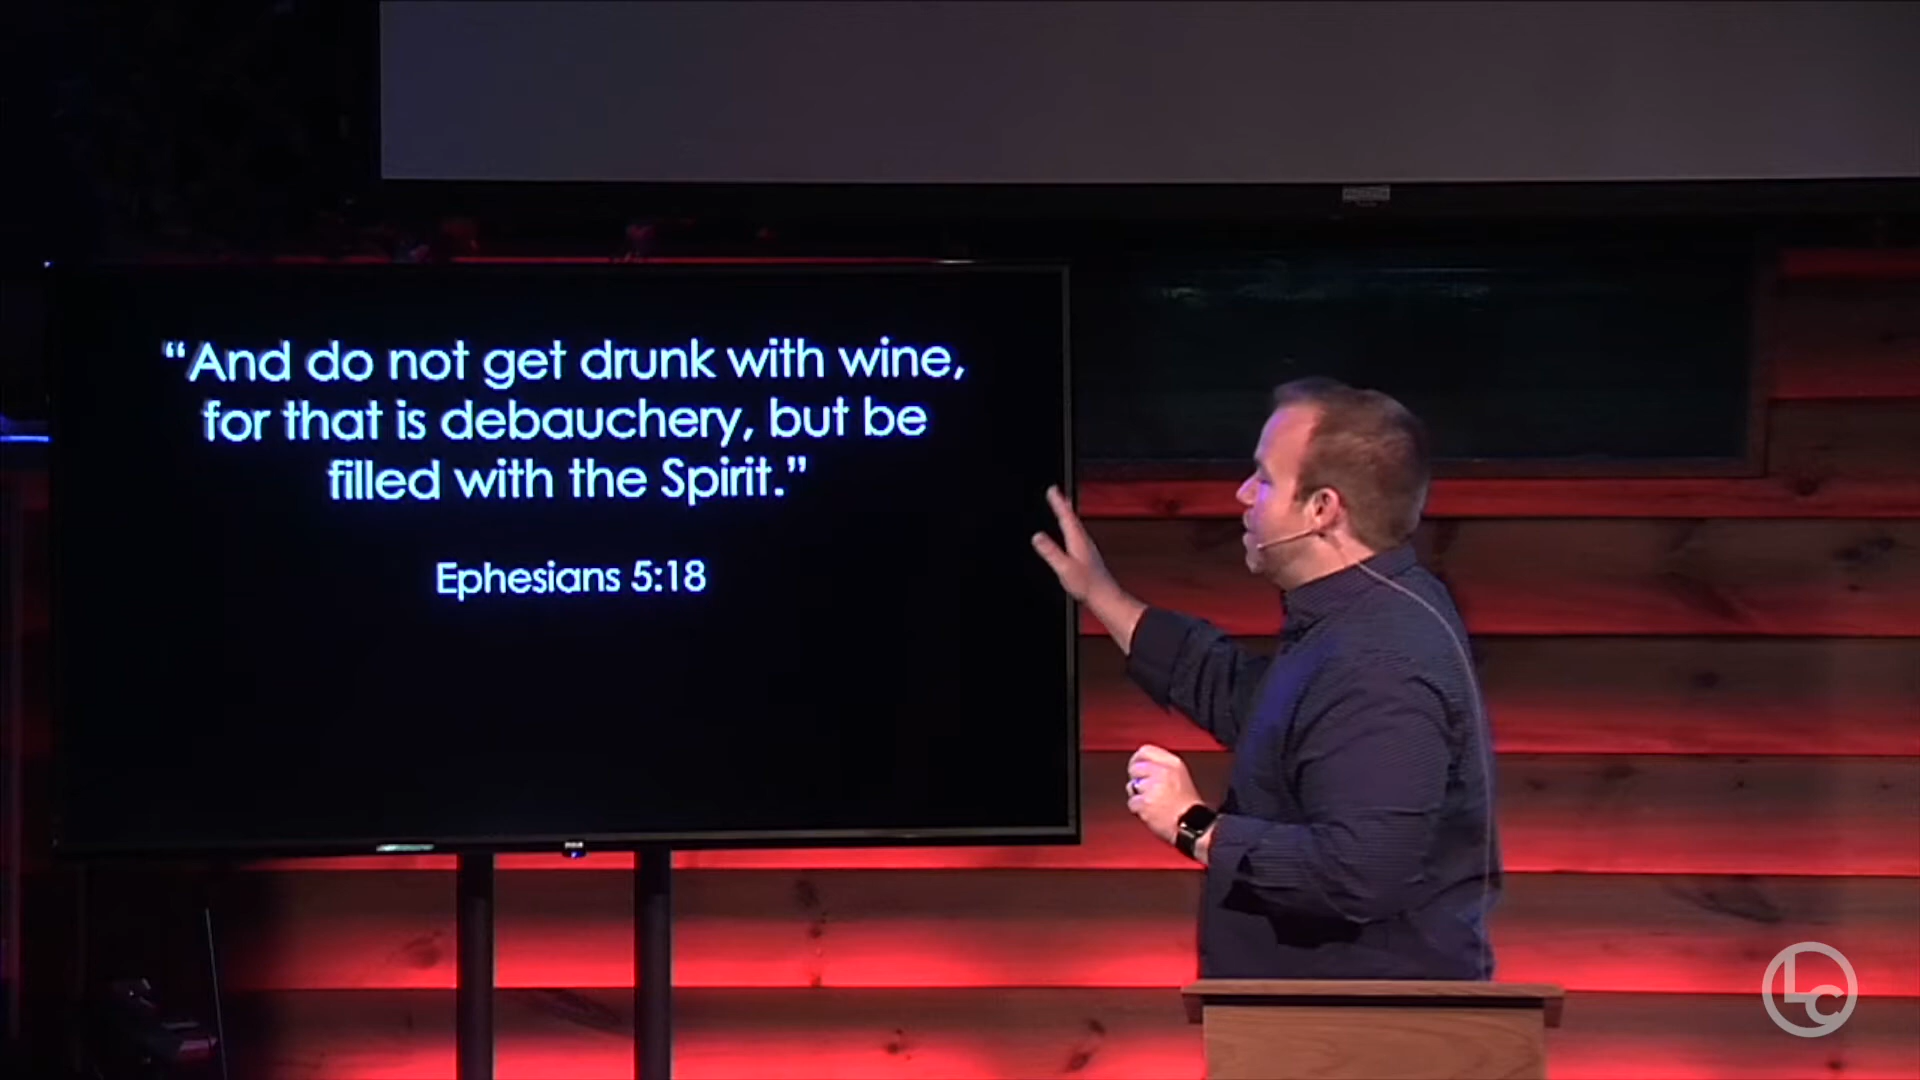 “And do not get drunk with wine,
for that is debauchery, but be
filled with the Spirit.”
Ephesians 5:18
LC